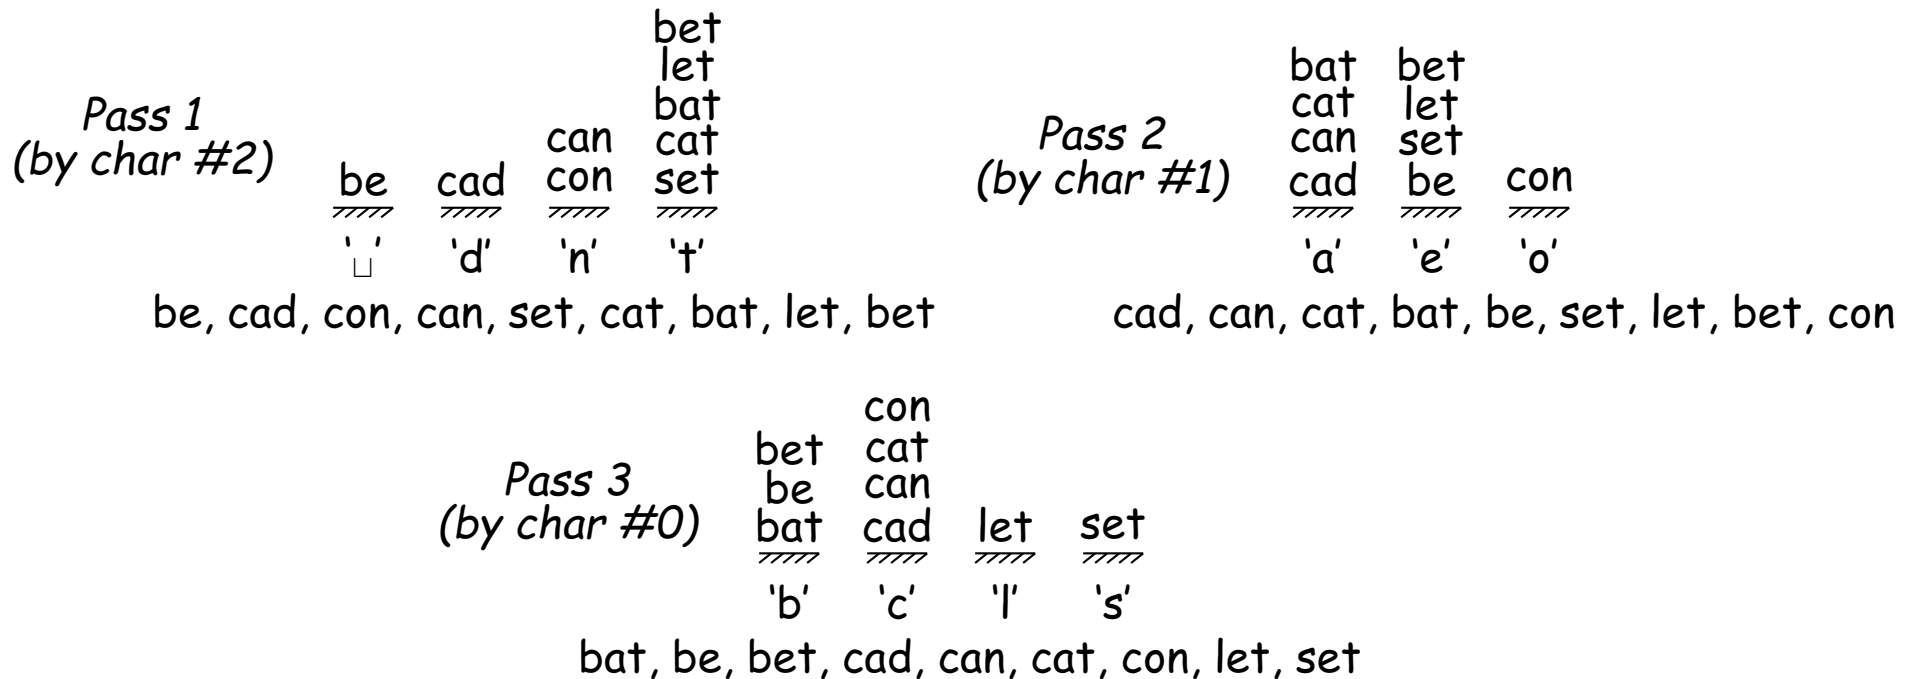 Pass 1
(by char #2)
bet
let
bat
can cat
be cad con set
'␣' 'd' 'n' 't'
be, cad, con, can, set, cat, bat, let, bet
Pass 2
(by char #1)
bat bet
cat let
can set
cad be con
'a' 'e' 'o'
cad, can, cat, bat, be, set, let, bet, con
Pass 3
(by char #0)
con
bet cat
be can
bat cad let set
'b' 'c' 'l' 's'
bat, be, bet, cad, can, cat, con, let, set